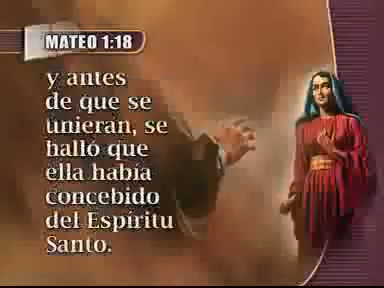 MATEO 1:18
y antes
de que se
unieran, se
halló que
ella había
concebido
del Espíritu
Santo.